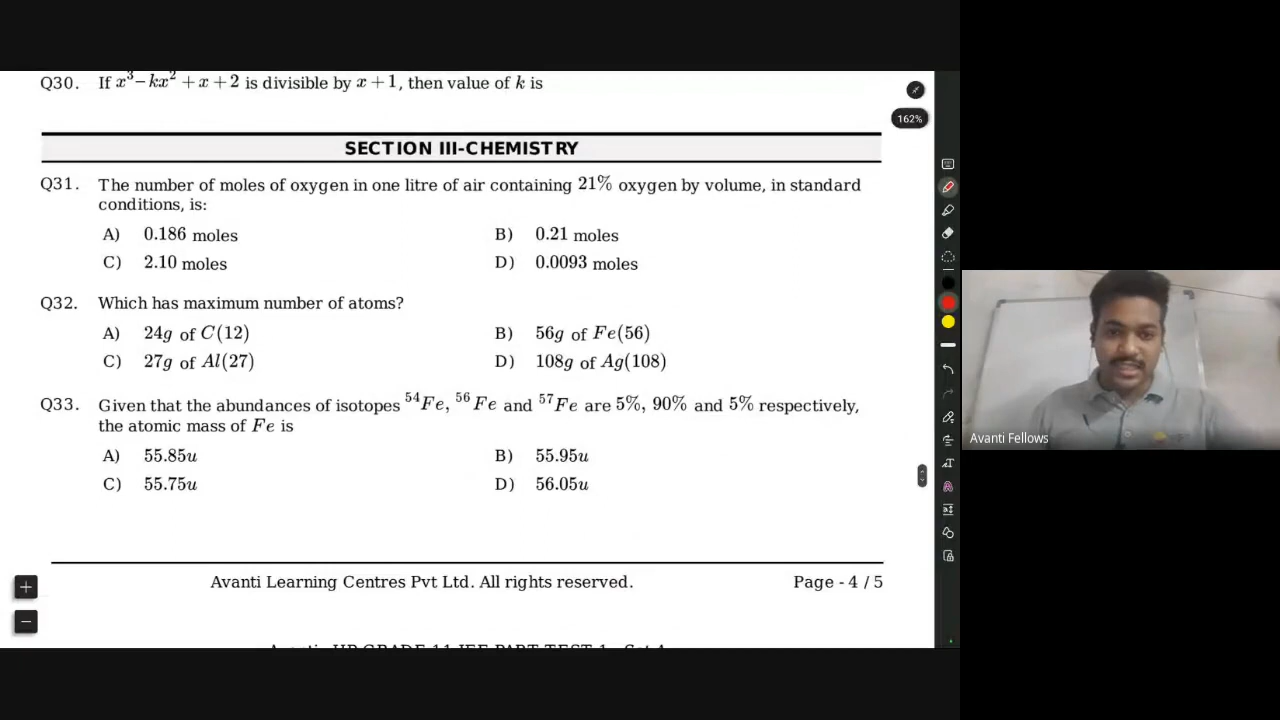 Q30. If x³ – kx² + x + 2 is divisible by x + 1, then value of k is
162%
SECTION III-CHEMISTRY
Q31. The number of moles of oxygen in one litre of air containing 21% oxygen by volume, in standard
conditions, is:
A) 0.186 moles B) 0.21 moles
C) 2.10 moles D) 0.0093 moles
Q32. Which has maximum number of atoms?
A) 24g of C(12) B) 56g of Fe(56)
C) 27g of Al(27) D) 108g of Ag(108)
Q33. Given that the abundances of isotopes ⁵⁴Fe, ⁵⁶Fe and ⁵⁷Fe are 5%, 90% and 5% respectively,
the atomic mass of Fe is
A) 55.85u B) 55.95u
C) 55.75u D) 56.05u
Avanti Learning Centres Pvt Ltd. All rights reserved. Page - 4 / 5
Avanti Fellows